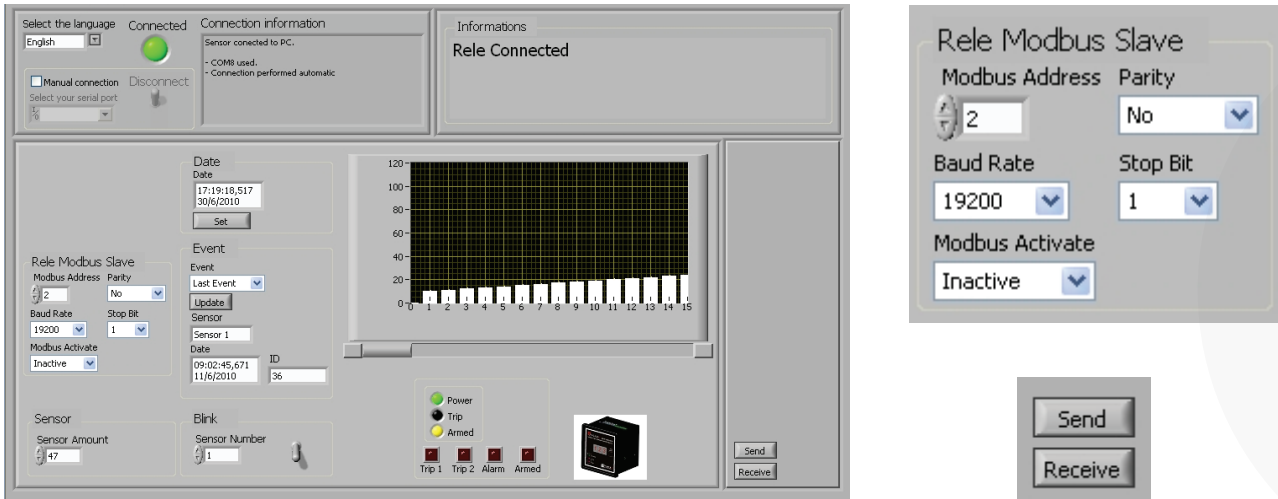 Select the language
English
Connected
Manual connection
Disconnect
Select your serial port
Connection information
Sensor conected to PC.
- COM8 used.
- Connection performed automatic
Informations
Rele Connected
Date
Date
17:19:18,517
30/6/2010
Set
Event
Event
Last Event
Update
Sensor
Sensor 1
Date
09:02:45,671
11/6/2010
ID
36
Rele Modbus Slave
Modbus Address Parity
2 No
Baud Rate Stop Bit
19200 1
Modbus Activate
Inactive
Sensor
Sensor Amount
47
Blink
Sensor Number
1
120
100
80
60
40
20
0
0 1 2 3 4 5 6 7 8 9 10 11 12 13 14 15
Power
Trip
Armed
Trip 1 Trip 2 Alarm Armed
Send
Receive
Rele Modbus Slave
Modbus Address Parity
2 No
Baud Rate Stop Bit
19200 1
Modbus Activate
Inactive
Send
Receive